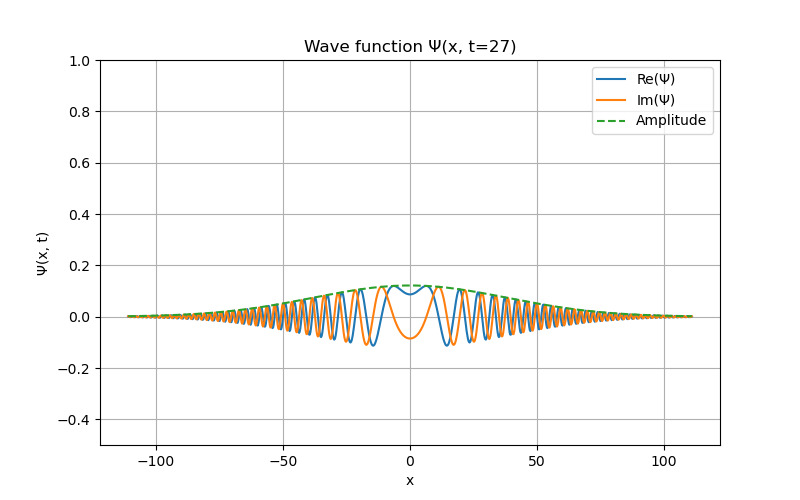 Wave function Ψ(x, t=27)
Re(Ψ)
Im(Ψ)
Amplitude
Ψ(x, t)
1.0
0.8
0.6
0.4
0.2
0.0
−0.2
−0.4
−100
−50
0
50
100
x